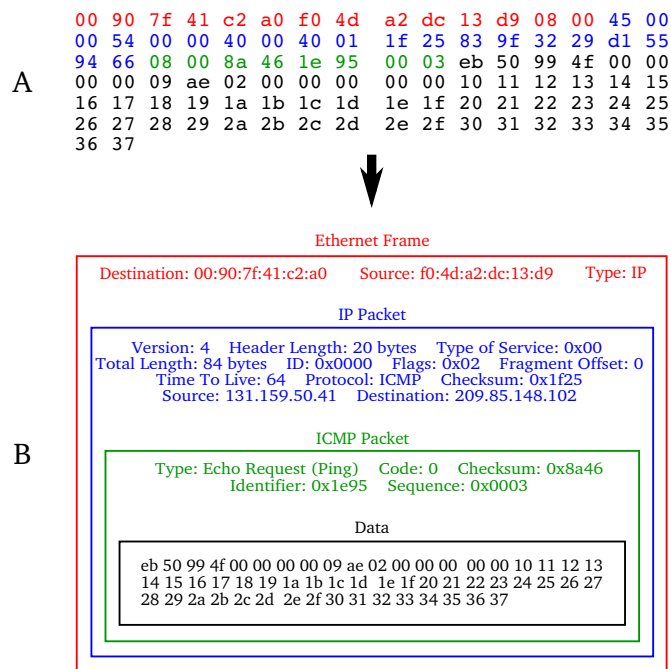 00 90 7f 41 c2 a0 f0 4d a2 dc 13 d9 08 00 45 00
00 54 00 00 40 00 40 01 1f 25 83 9f 32 29 d1 55
94 66 08 00 8a 46 1e 95 00 03 eb 50 99 4f 00 00
A
00 00 09 ae 02 00 00 00 00 00 10 11 12 13 14 15
16 17 18 19 1a 1b 1c 1d 1e 1f 20 21 22 23 24 25
26 27 28 29 2a 2b 2c 2d 2e 2f 30 31 32 33 34 35
36 37
Ethernet Frame
Destination: 00:90:7f:41:c2:a0 Source: f0:4d:a2:dc:13:d9 Type: IP
IP Packet
Version: 4 Header Length: 20 bytes Type of Service: 0x00
Total Length: 84 bytes ID: 0x0000 Flags: 0x02 Fragment Offset: 0
Time To Live: 64 Protocol: ICMP Checksum: 0x1f25
Source: 131.159.50.41 Destination: 209.85.148.102
ICMP Packet
B
Type: Echo Request (Ping) Code: 0 Checksum: 0x8a46
Identifier: 0x1e95 Sequence: 0x0003
Data
eb 50 99 4f 00 00 00 00 09 ae 02 00 00 00 00 00 10 11 12 13
14 15 16 17 18 19 1a 1b 1c 1d 1e 1f 20 21 22 23 24 25 26 27
28 29 2a 2b 2c 2d 2e 2f 30 31 32 33 34 35 36 37